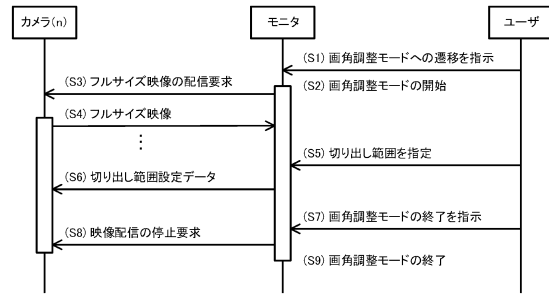 カメラ(n)
モニタ
ユーザ
(S1) 画角調整モードへの遷移を指示
(S3) フルサイズ映像の配信要求
(S2) 画角調整モードの開始
(S4) フルサイズ映像
(S5) 切り出し範囲を指定
(S6) 切り出し範囲設定データ
(S7) 画角調整モードの終了を指示
(S8) 映像配信の停止要求
(S9) 画角調整モードの終了